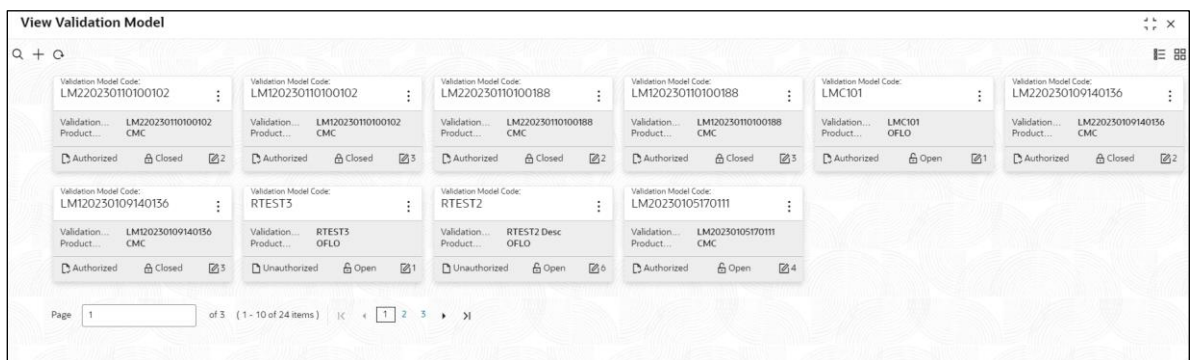 View Validation Model
Validation Model Code: Validation Model Code: Validation Model Code: Validation Model Code: Validation Model Code: Validation Model Code:
LM220230110100102 LM120230110100102 LM220230110100188 LM120230110100188 LMC101 LM220230109140136
Validation... LM220230110100102 Validation... LM120230110100102 Validation... LM220230110100188 Validation... LM120230110100188 Validation... LMC101 Validation... LM220230109140136
Product... CMC Product... CMC Product... CMC Product... CMC Product... OFLO Product... CMC
Authorized Closed 2 Authorized Closed 3 Authorized Closed 2 Authorized Closed 3 Authorized Open 1 Authorized Closed 2
Validation Model Code: Validation Model Code: Validation Model Code: Validation Model Code:
LM120230109140136 RTEST3 RTEST2 LM20230105170111
Validation... LM120230109140136 Validation... RTEST3 Validation... RTEST2 Desc Validation... LM20230105170111
Product... CMC Product... OFLO Product... OFLO Product... CMC
Authorized Closed 3 Unauthorized Open 1 Unauthorized Open 6 Authorized Open 4
Page 1 of 3 (1 - 10 of 24 items) 1 2 3